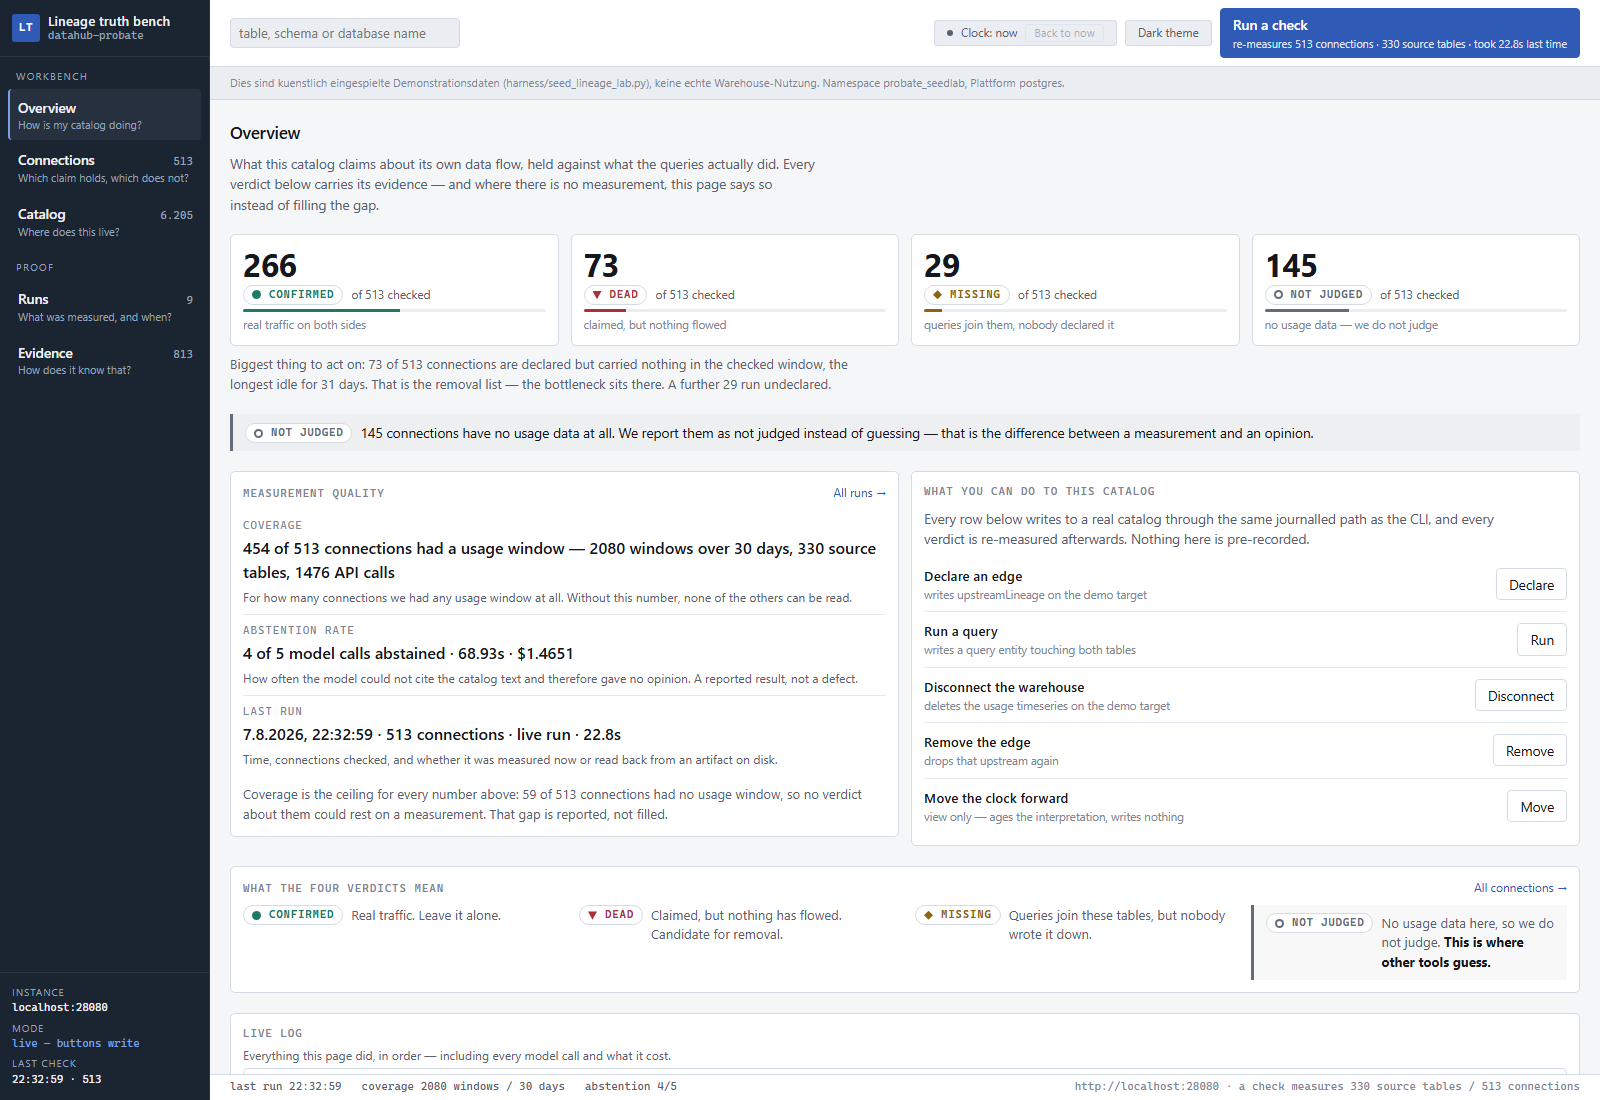 LT
Lineage truth bench
datahub-probate
WORKBENCH
Overview
How is my catalog doing?
Connections 513
Which claim holds, which does not?
Catalog 6.205
Where does this live?
PROOF
Runs 9
What was measured, and when?
Evidence 813
How does it know that?
INSTANCE
localhost:28080
MODE
live — buttons write
LAST CHECK
22:32:59 · 513
table, schema or database name
Clock: now Back to now
Dark theme
Run a check
re-measures 513 connections · 330 source tables · took 22.8s last time
Dies sind kuenstlich eingespielte Demonstrationsdaten (harness/seed_lineage_lab.py), keine echte Warehouse-Nutzung. Namespace probate_seedlab, Plattform postgres.
Overview
What this catalog claims about its own data flow, held against what the queries actually did. Every
verdict below carries its evidence — and where there is no measurement, this page says so
instead of filling the gap.
266
CONFIRMED of 513 checked
real traffic on both sides
73
DEAD of 513 checked
claimed, but nothing flowed
29
MISSING of 513 checked
queries join them, nobody declared it
145
NOT JUDGED of 513 checked
no usage data — we do not judge
Biggest thing to act on: 73 of 513 connections are declared but carried nothing in the checked window, the
longest idle for 31 days. That is the removal list — the bottleneck sits there. A further 29 run undeclared.
NOT JUDGED 145 connections have no usage data at all. We report them as not judged instead of guessing — that is the difference between a measurement and an opinion.
MEASUREMENT QUALITY All runs →
COVERAGE
454 of 513 connections had a usage window — 2080 windows over 30 days, 330 source
tables, 1476 API calls
For how many connections we had any usage window at all. Without this number, none of the others can be read.
ABSTENTION RATE
4 of 5 model calls abstained · 68.93s · $1.4651
How often the model could not cite the catalog text and therefore gave no opinion. A reported result, not a defect.
LAST RUN
7.8.2026, 22:32:59 · 513 connections · live run · 22.8s
Time, connections checked, and whether it was measured now or read back from an artifact on disk.
Coverage is the ceiling for every number above: 59 of 513 connections had no usage window, so no verdict
about them could rest on a measurement. That gap is reported, not filled.
WHAT YOU CAN DO TO THIS CATALOG
Every row below writes to a real catalog through the same journalled path as the CLI, and every
verdict is re-measured afterwards. Nothing here is pre-recorded.
Declare an edge
writes upstreamLineage on the demo target
Declare
Run a query
writes a query entity touching both tables
Run
Disconnect the warehouse
deletes the usage timeseries on the demo target
Disconnect
Remove the edge
drops that upstream again
Remove
Move the clock forward
view only — ages the interpretation, writes nothing
Move
WHAT THE FOUR VERDICTS MEAN All connections →
CONFIRMED Real traffic. Leave it alone.
DEAD Claimed, but nothing has flowed.
Candidate for removal.
MISSING Queries join these tables, but nobody
wrote it down.
NOT JUDGED No usage data here, so we do
not judge. This is where
other tools guess.
LIVE LOG
Everything this page did, in order — including every model call and what it cost.
last run 22:32:59 coverage 2080 windows / 30 days abstention 4/5
http://localhost:28080 · a check measures 330 source tables / 513 connections